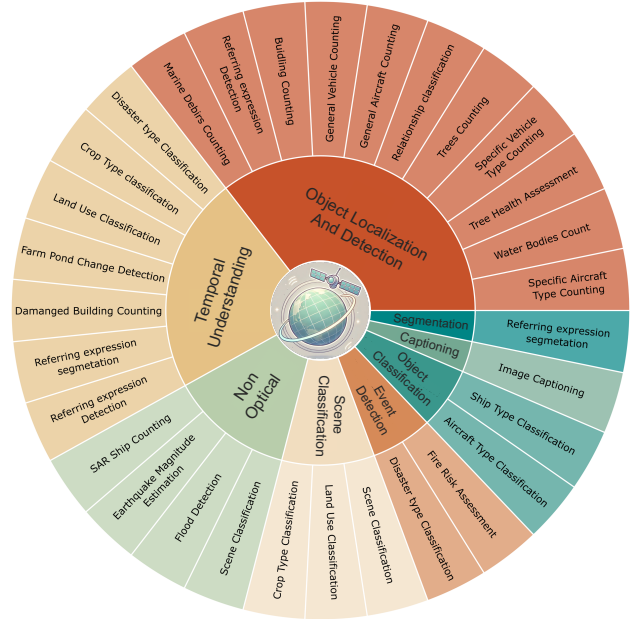 Object Localization
And Detection
Marine Debirs Counting
Referring expression
Detection
Buidling Counting
General Vehicle Counting
General Aircraft Counting
Relationship classification
Trees Counting
Specific Vehicle
Type Counting
Tree Health Assessment
Water Bodies Count
Specific Aircraft
Type Counting
Segmentation
Referring expression
segmetation
Captioning
Image Captioning
Object
Classification
Ship Type Classification
Aircraft Type Classification
Event
Detection
Fire Risk Assessment
Disaster type Classification
Scene
Classification
Scene Classification
Land Use Classification
Crop Type Classification
Non
Optical
Scene Classification
Flood Detection
Earthquake Magnitude
Estimation
SAR Ship Counting
Temporal
Understanding
Referring expression
Detection
Referring expression
segmetation
Damanged Building Counting
Farm Pond Change Detection
Land Use Classification
Crop Type classification
Disaster type Classification